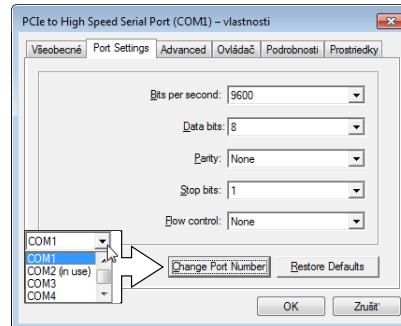 PCIe to High Speed Serial Port (COM1) – vlastnosti
Všeobecné Port Settings Advanced Ovládač Podrobnosti Prostriedky
Bits per second: 9600
Data bits: 8
Parity: None
Stop bits: 1
Flow control: None
COM1
COM1
COM2 (in use)
COM3
COM4
Change Port Number Restore Defaults
OK Zrušiť